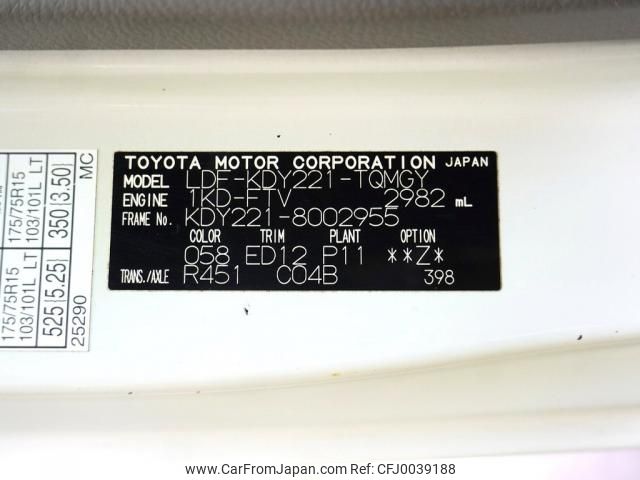 TOYOTA MOTOR CORPORATION JAPAN
MODEL LDF-KDY221-TQMGY
ENGINE 1KD-FTV 2982 mL
FRAME No. KDY221-8002955
COLOR TRIM PLANT OPTION
058 ED12 P11 **Z*
TRANS./AXLE R451 C04B 398
175/75R15 175/75R15
103/101L LT 103/101L LT
525(5.25) 350(3.50)
25290 MC
www.CarFromJapan.com - Ref No. CFJ0039188